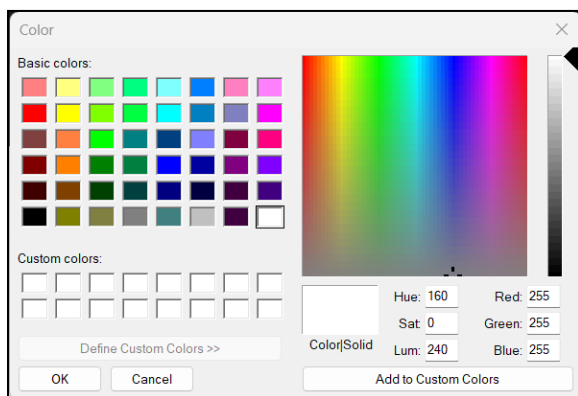 Color
Basic colors:
Custom colors:
Define Custom Colors >>
OK Cancel
Color|Solid
Hue: 160 Red: 255
Sat: 0 Green: 255
Lum: 240 Blue: 255
Add to Custom Colors